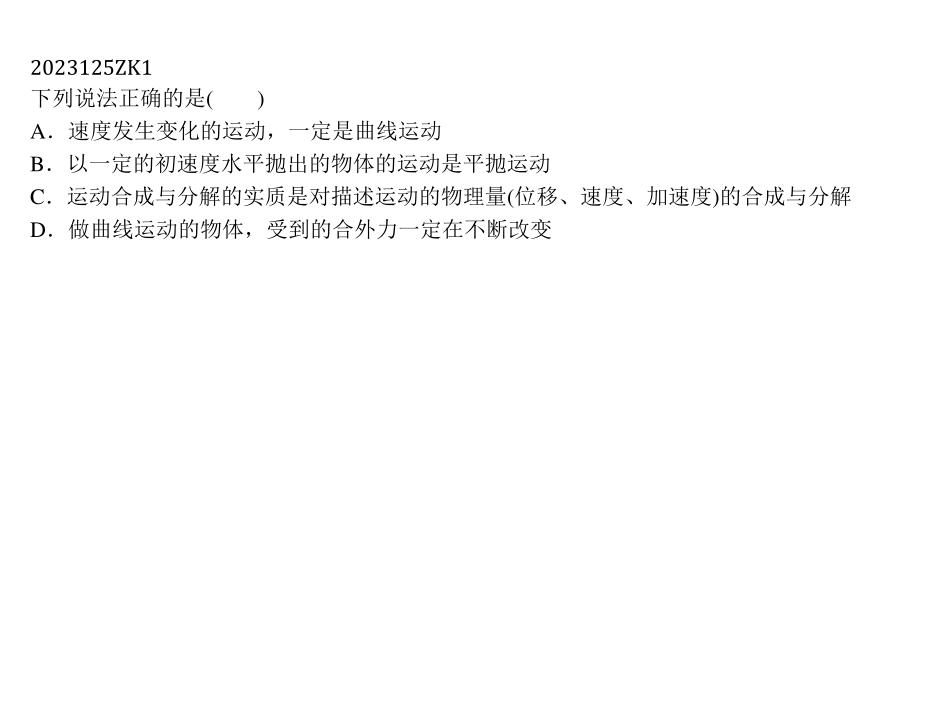 2023125ZK1
下列说法正确的是(　　)
A．速度发生变化的运动，一定是曲线运动
B．以一定的初速度水平抛出的物体的运动是平抛运动
C．运动合成与分解的实质是对描述运动的物理量(位移、速度、加速度)的合成与分解
D．做曲线运动的物体，受到的合外力一定在不断改变